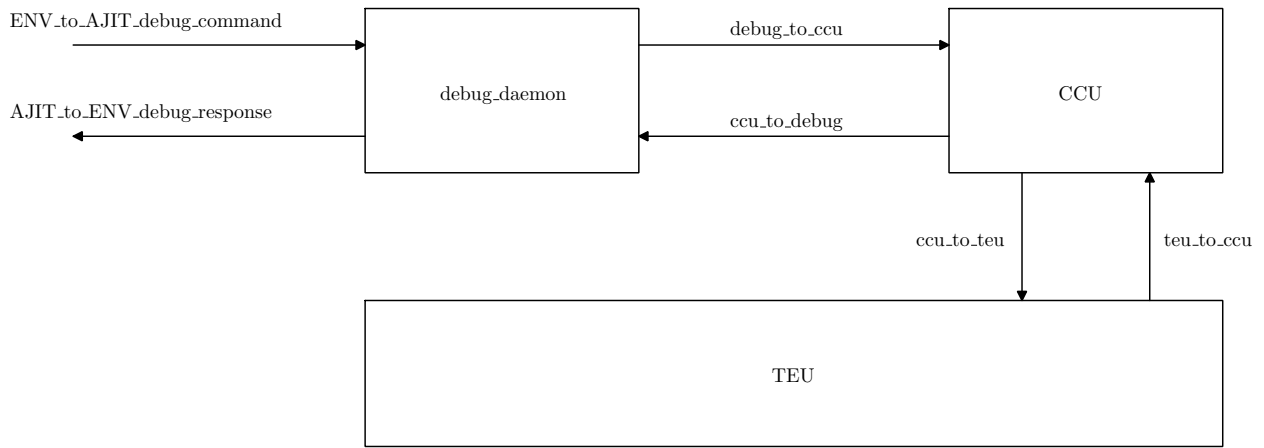 ENV_to_AJIT_debug_command
debug_to_ccu
debug_daemon
CCU
AJIT_to_ENV_debug_response
ccu_to_debug
ccu_to_teu
teu_to_ccu
TEU